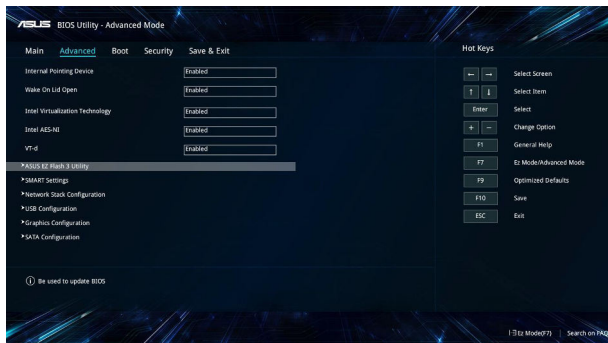 ASUS BIOS Utility - Advanced Mode
Main Advanced Boot Security Save & Exit
Internal Pointing Device Enabled
Wake On Lid Open Enabled
Intel Virtualization Technology Enabled
Intel AES-NI Enabled
VT-d Enabled
ASUS EZ Flash 3 Utility
SMART Settings
Network Stack Configuration
USB Configuration
Graphics Configuration
SATA Configuration
Be used to update BIOS
Hot Keys
← → Select Screen
↑ ↓ Select Item
Enter Select
+ − Change Option
F1 General Help
F7 Ez Mode/Advanced Mode
F9 Optimized Defaults
F10 Save
ESC Exit
Ez Mode(F7) | Search on FAQ